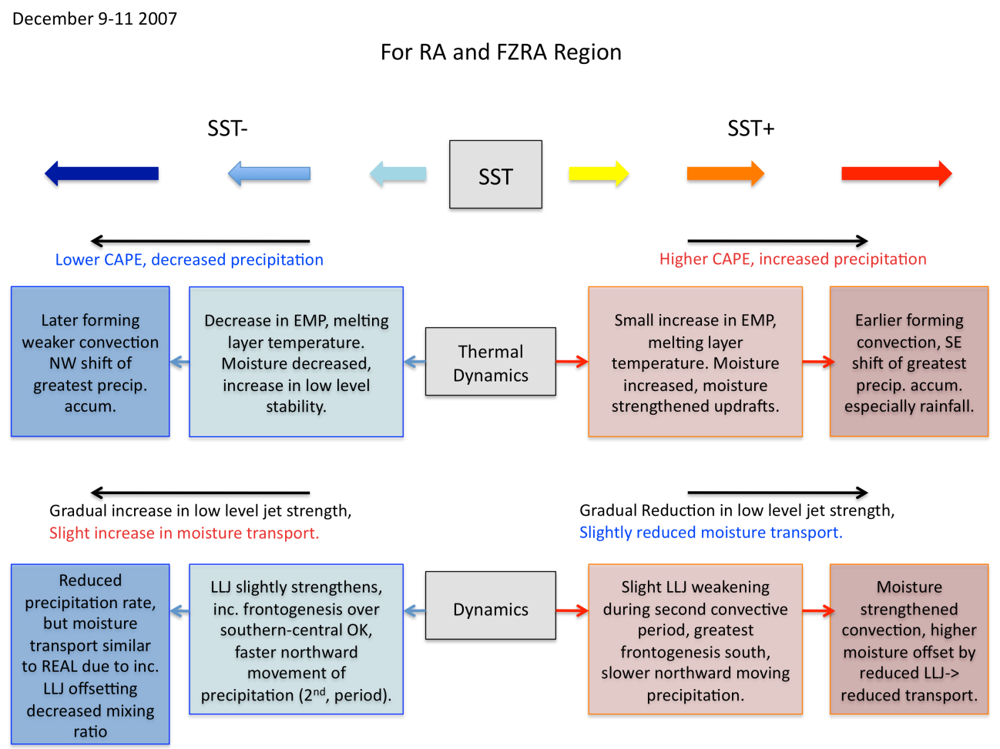 December 9-11 2007
For RA and FZRA Region
SST-
SST+
SST
Lower CAPE, decreased precipitation
Higher CAPE, increased precipitation
Later forming
weaker convection
NW shift of
greatest precip.
accum.
Decrease in EMP, melting
layer temperature.
Moisture decreased,
increase in low level
stability.
Thermal
Dynamics
Small increase in EMP,
melting layer
temperature. Moisture
increased, moisture
strengthened updrafts.
Earlier forming
convection, SE
shift of greatest
precip. accum.
especially rainfall.
Gradual increase in low level jet strength,
Slight increase in moisture transport.
Gradual Reduction in low level jet strength,
Slightly reduced moisture transport.
Reduced
precipitation rate,
but moisture
transport similar
to REAL due to inc.
LLJ offsetting
decreased mixing
ratio
LLJ slightly strengthens,
inc. frontogenesis over
southern-central OK,
faster northward
movement of
precipitation (2nd, period).
Dynamics
Slight LLJ weakening
during second convective
period, greatest
frontogenesis south,
slower northward moving
precipitation.
Moisture
strengthened
convection, higher
moisture offset by
reduced LLJ->
reduced transport.